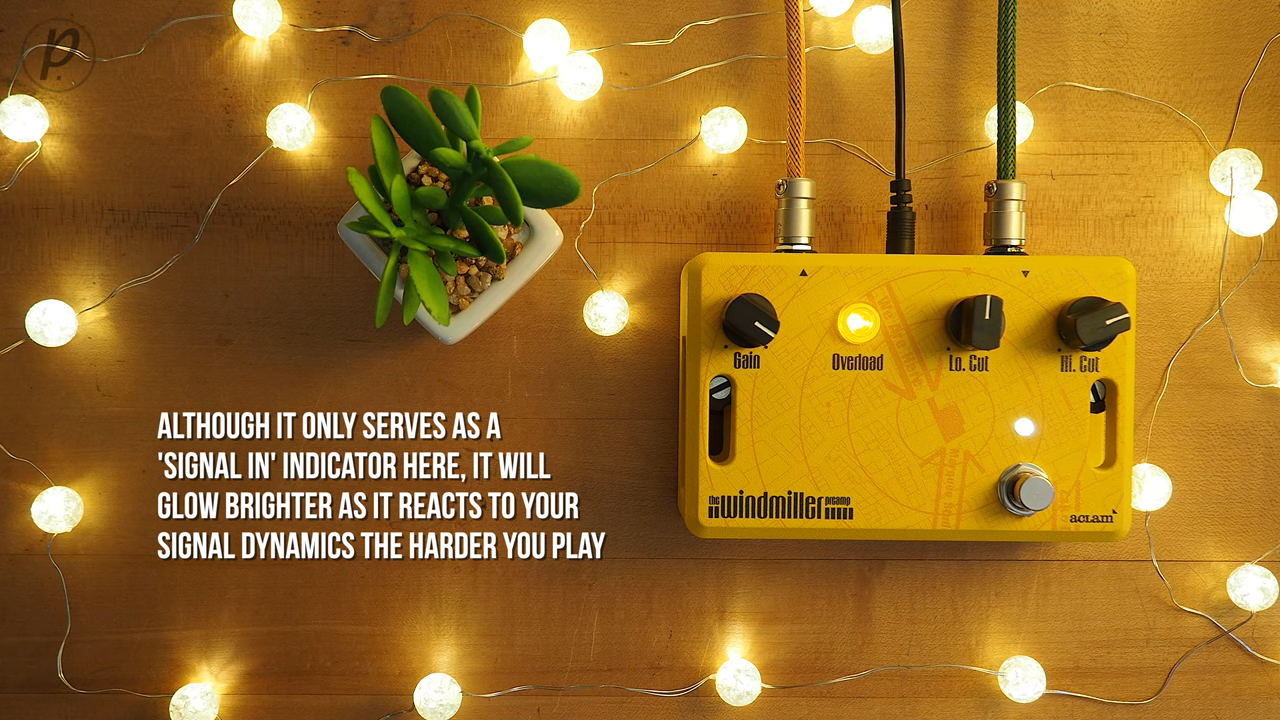 p
ALTHOUGH IT ONLY SERVES AS A
'SIGNAL IN' INDICATOR HERE, IT WILL
GLOW BRIGHTER AS IT REACTS TO YOUR
SIGNAL DYNAMICS THE HARDER YOU PLAY
Gain
Overload
Lo. Cut
Hi. Cut
the windmiller preamp
aclam